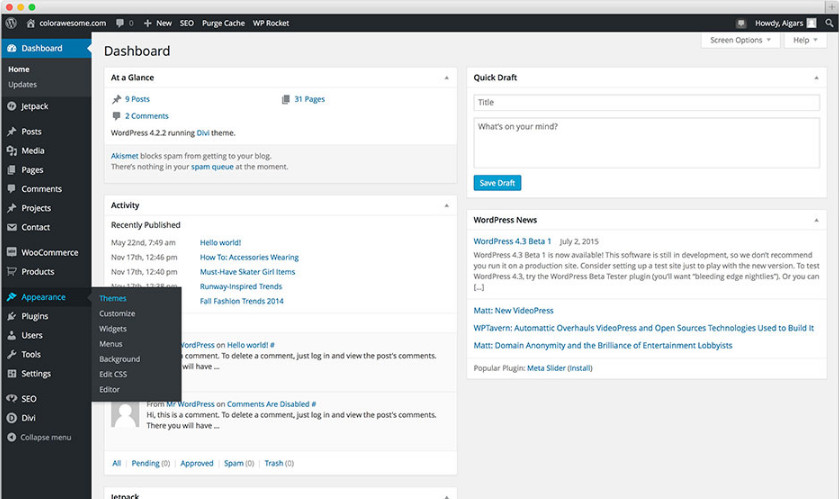 colorawesome.com 0 + New SEO Purge Cache WP Rocket Howdy, Aigars
Dashboard
Home
Updates
Jetpack
Posts
Media
Pages
Comments
Projects
Contact
WooCommerce
Products
Appearance
Plugins
Users
Tools
Settings
SEO
Divi
Collapse menu
Themes
Customize
Widgets
Menus
Background
Edit CSS
Editor
Screen Options Help
Dashboard
At a Glance
9 Posts 31 Pages
2 Comments
WordPress 4.2.2 running Divi theme.
Akismet blocks spam from getting to your blog.
There's nothing in your spam queue at the moment.
Activity
Recently Published
May 22nd, 7:49 am Hello world!
Nov 17th, 12:46 pm How To: Accessories Wearing
Nov 17th, 12:40 pm Must-Have Skater Girl Items
Nov 17th, 12:38 pm Runway-Inspired Trends
Fall Fashion Trends 2014
WordPress on Hello world! #
a comment. To delete a comment, just log in and view the post's comments.
will have ...
From Mr WordPress on Comments Are Disabled #
Hi, this is a comment. To delete a comment, just log in and view the post's comments.
There you will have ...
All | Pending (0) | Approved | Spam (0) | Trash (0)
Jetpack
Quick Draft
Title
What's on your mind?
Save Draft
WordPress News
WordPress 4.3 Beta 1 July 2, 2015
WordPress 4.3 Beta 1 is now available! This software is still in development, so we don't recommend
you run it on a production site. Consider setting up a test site just to play with the new version. To test
WordPress 4.3, try the WordPress Beta Tester plugin (you'll want "bleeding edge nightlies"). Or you can
[...]
Matt: New VideoPress
WPTavern: Automattic Overhauls VideoPress and Open Sources Technologies Used to Build It
Matt: Domain Anonymity and the Brilliance of Entertainment Lobbyists
Popular Plugin: Meta Slider (Install)